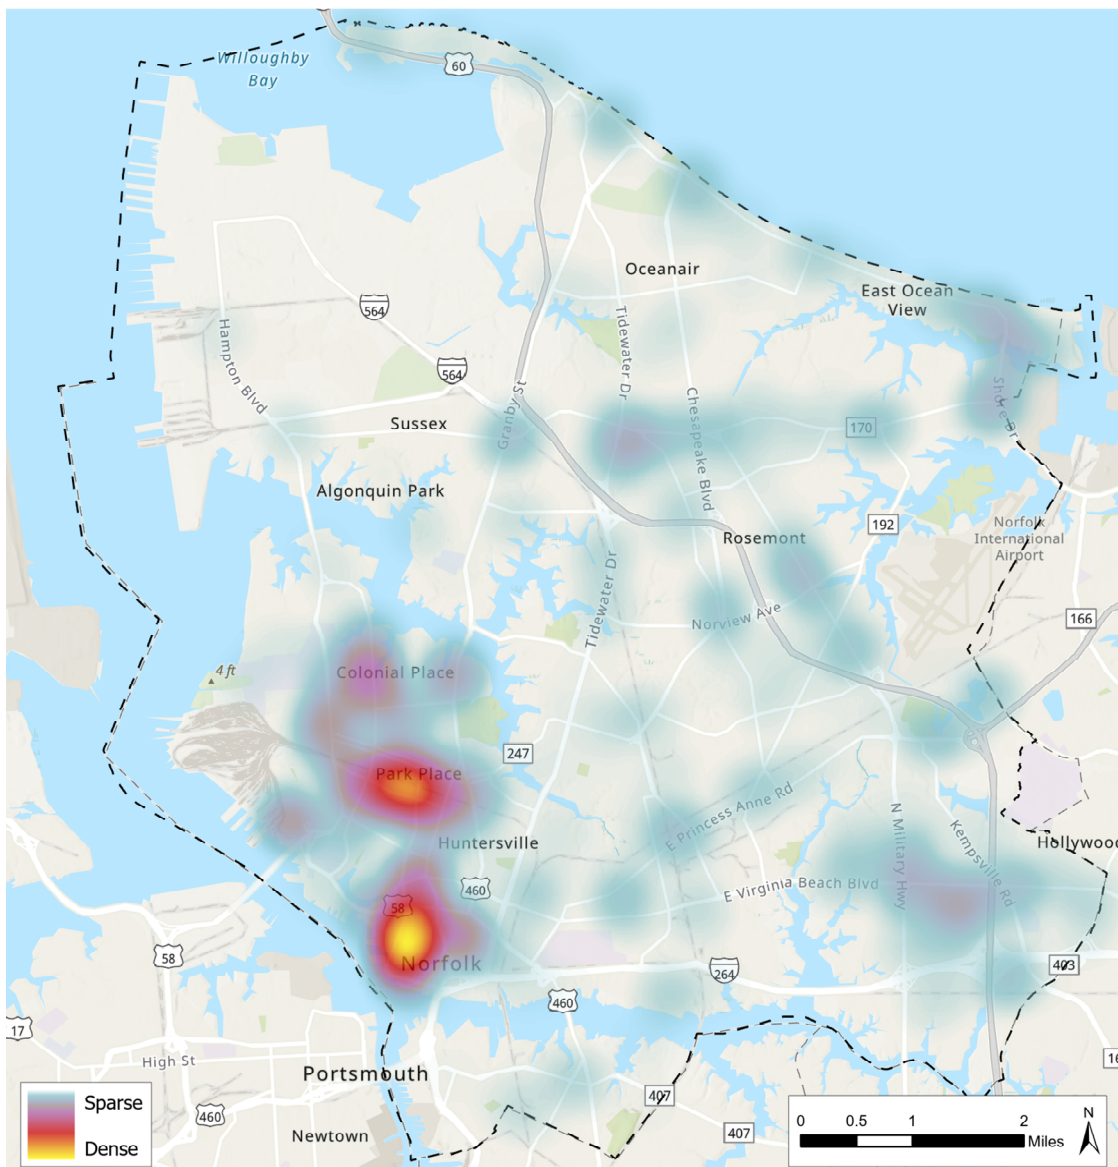 Willoughby
Bay
60
Oceanair
East Ocean
View
564
Tidewater Dr
Hampton Blvd
564
Granby St
Chesapeake Blvd
Shore Dr
Sussex
170
Algonquin Park
192
Norfolk
International
Airport
Rosemont
Tidewater Dr
Norview Ave
166
4 ft
Colonial Place
247
Park Place
E Princess Anne Rd
N Military Hwy
Kempsville Rd
Huntersville
Hollywood
460
E Virginia Beach Blvd
58
58
Norfolk
264
403
460
17
High St
Portsmouth
16
407
460
407
Newtown
Sparse
Dense
0 0.5 1 2
Miles
N